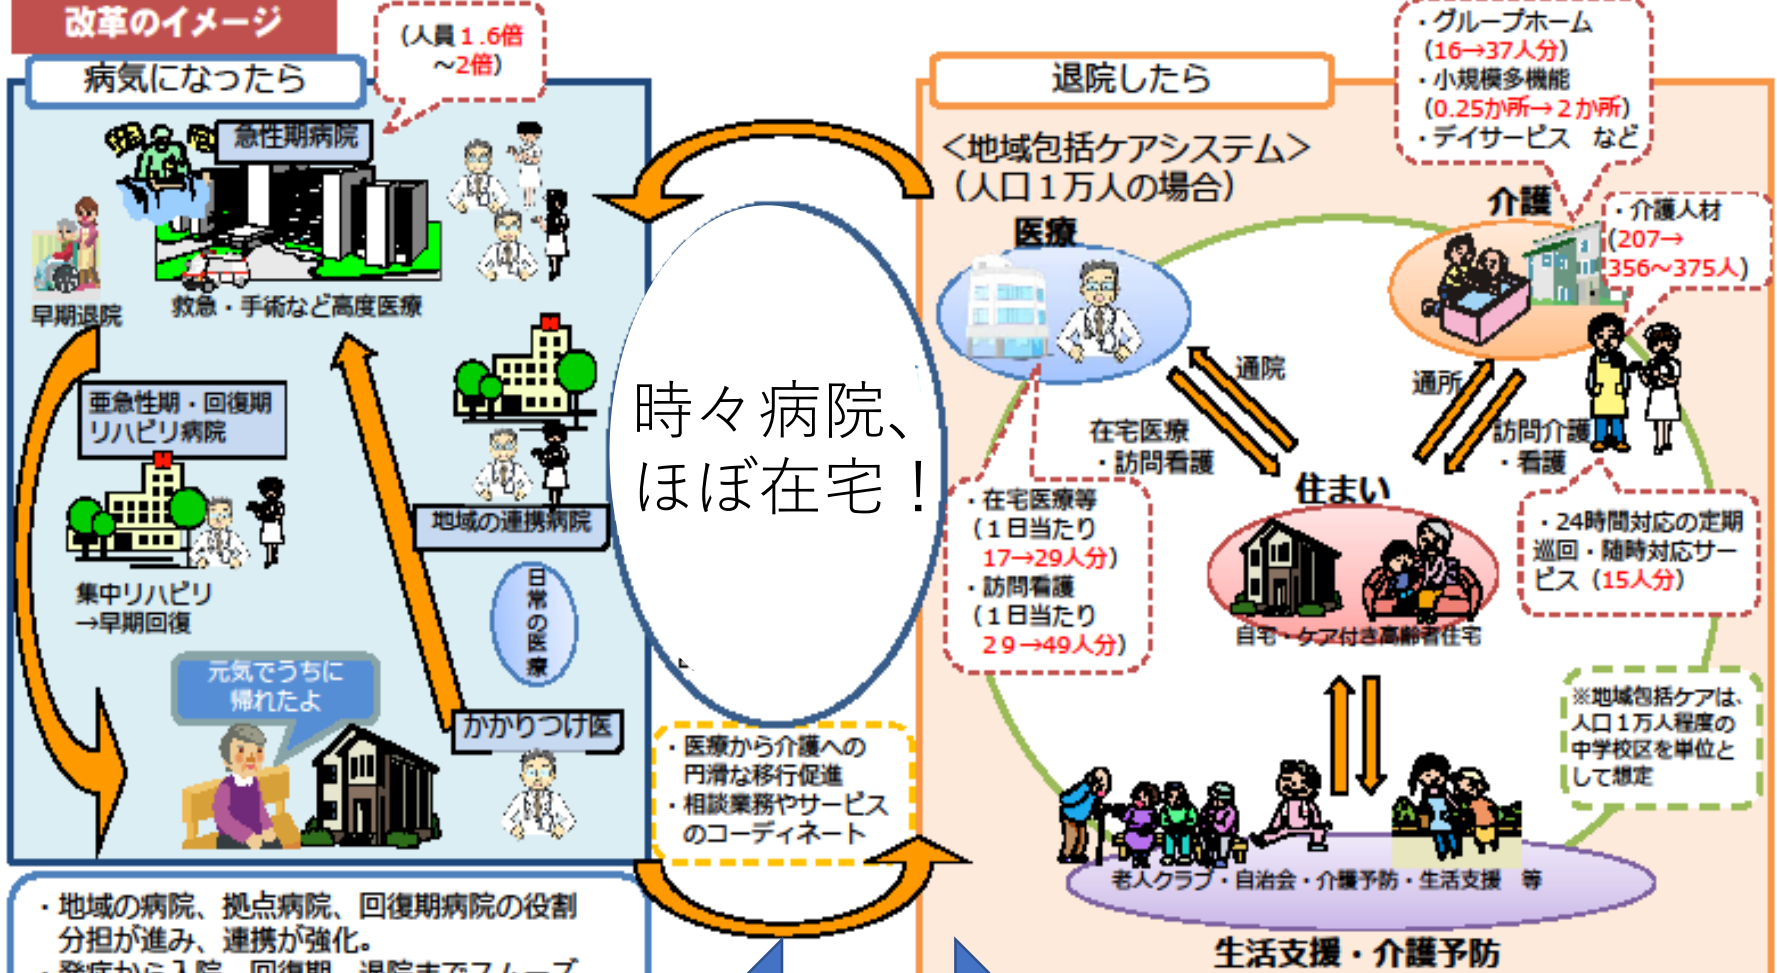 改革のイメージ
病気になったら
(人員1.6倍
~2倍)
急性期病院
救急・手術など高度医療
早期退院
亜急性期・回復期
リハビリ病院
集中リハビリ
→早期回復
地域の連携病院
日常の医療
元気でうちに
帰れたよ
かかりつけ医
・地域の病院、拠点病院、回復期病院の役割
分担が進み、連携が強化。
・発症から入院、回復期、退院までスムーズ
時々病院、
ほぼ在宅!
・医療から介護への
円滑な移行促進
・相談業務やサービス
のコーディネート
退院したら
<地域包括ケアシステム>
(人口1万人の場合)
・グループホーム
(16→37人分)
・小規模多機能
(0.25か所→2か所)
・デイサービス など
医療
介護
・介護人材
(207→
356~375人)
通院
在宅医療
・訪問看護
通所
訪問介護
・看護
・在宅医療等
(1日当たり
17→29人分)
・訪問看護
(1日当たり
29→49人分)
住まい
自宅・ケア付き高齢者住宅
・24時間対応の定期
巡回・随時対応サー
ビス(15人分)
※地域包括ケアは、
人口1万人程度の
中学校区を単位と
して想定
老人クラブ・自治会・介護予防・生活支援 等
生活支援・介護予防